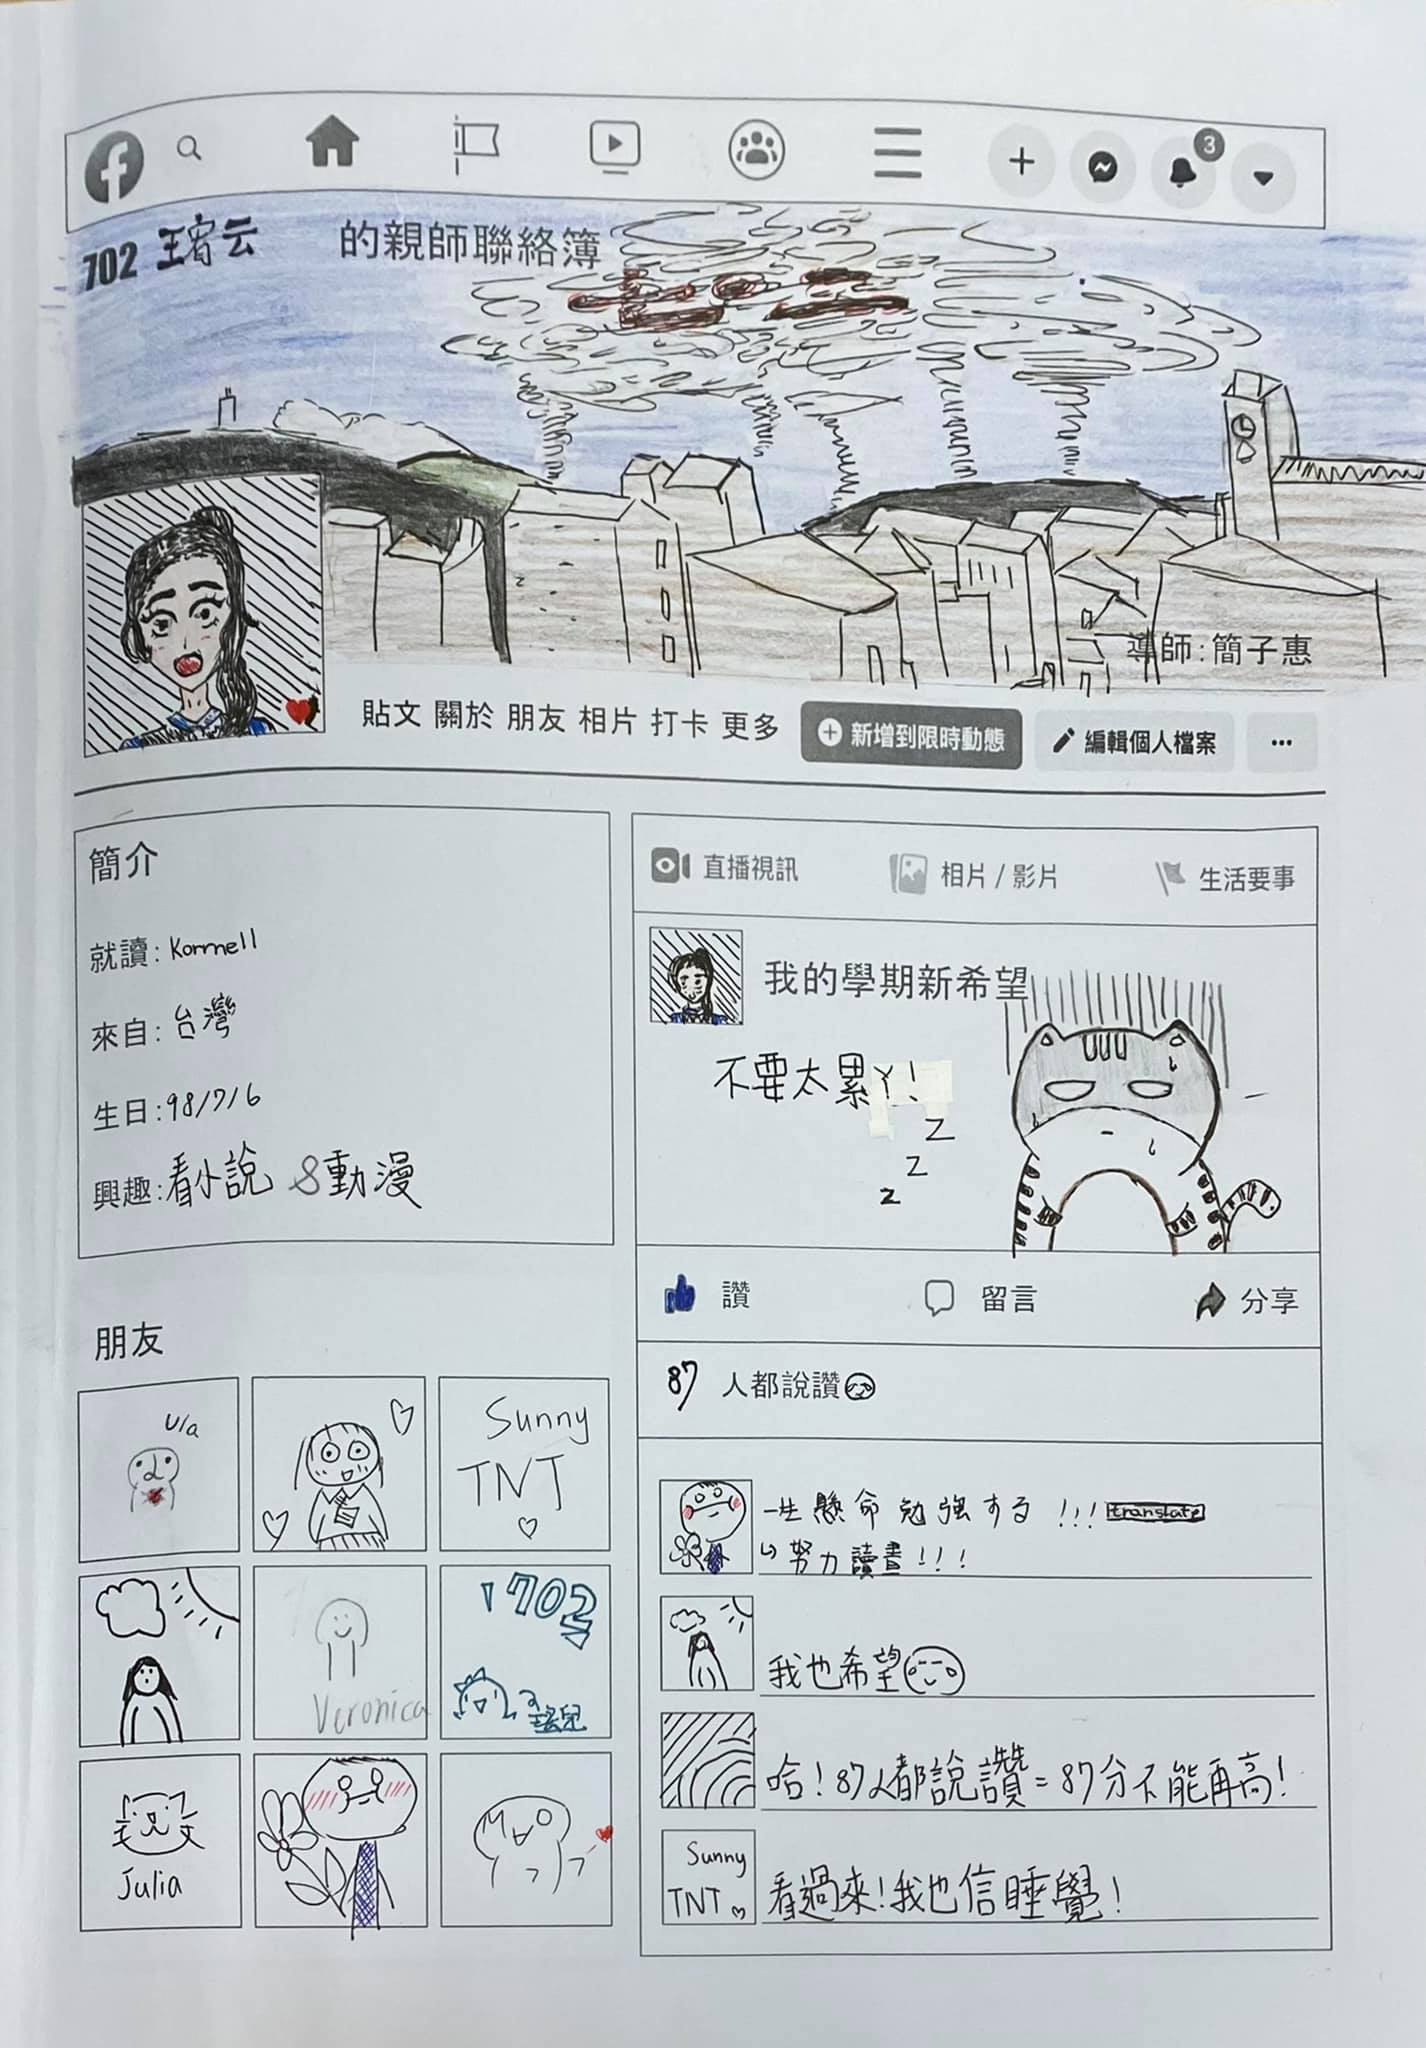 3
702 王宥云 的親師聯絡簿
導師:簡子惠
貼文 關於 朋友 相片 打卡 更多
新增到限時動態
編輯個人檔案
簡介
就讀: Kormell
來自: 台灣
生日: 98/7/6
興趣: 看小說 &動漫
朋友
U/a
Sunny
TNT
Veronica
702
Julia
直播視訊 相片 / 影片 生活要事
我的學期新希望
不要太累ㄚ!
z
z
z
讚 留言 分享
87 人都說讚
一生懸命勉強する!!! translate
↳努力讀書!!!
我也希望
哈!87人都說讚=87分不能再高!
Sunny
TNT
看過來!我也信睡覺!